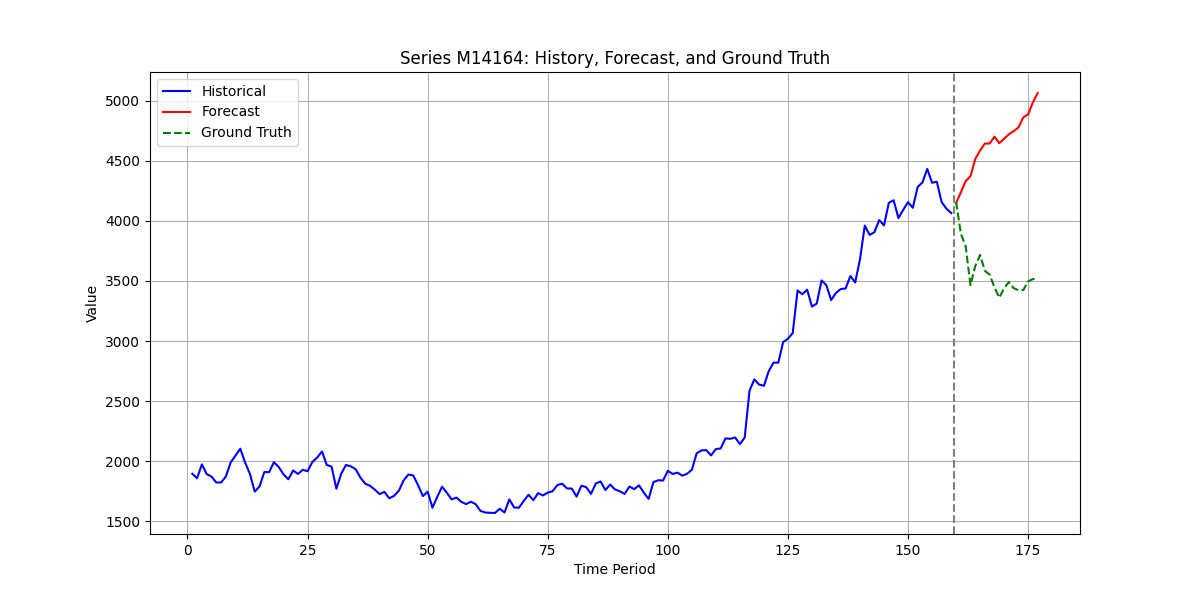 Series M14164: History, Forecast, and Ground Truth
Historical
Forecast
Ground Truth
5000
4500
4000
3500
3000
2500
2000
1500
Value
0 25 50 75 100 125 150 175
Time Period